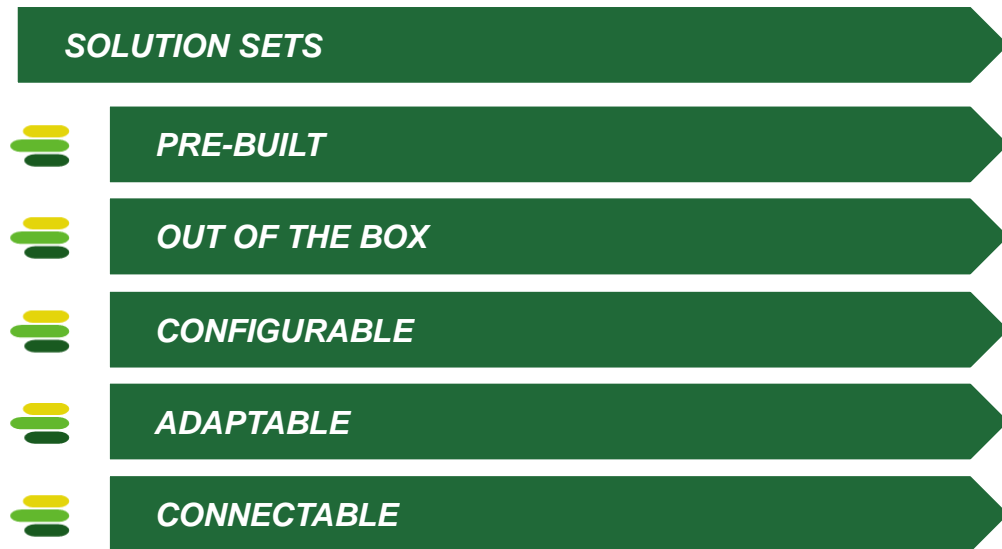 SOLUTION SETS
PRE-BUILT
OUT OF THE BOX
CONFIGURABLE
ADAPTABLE
CONNECTABLE